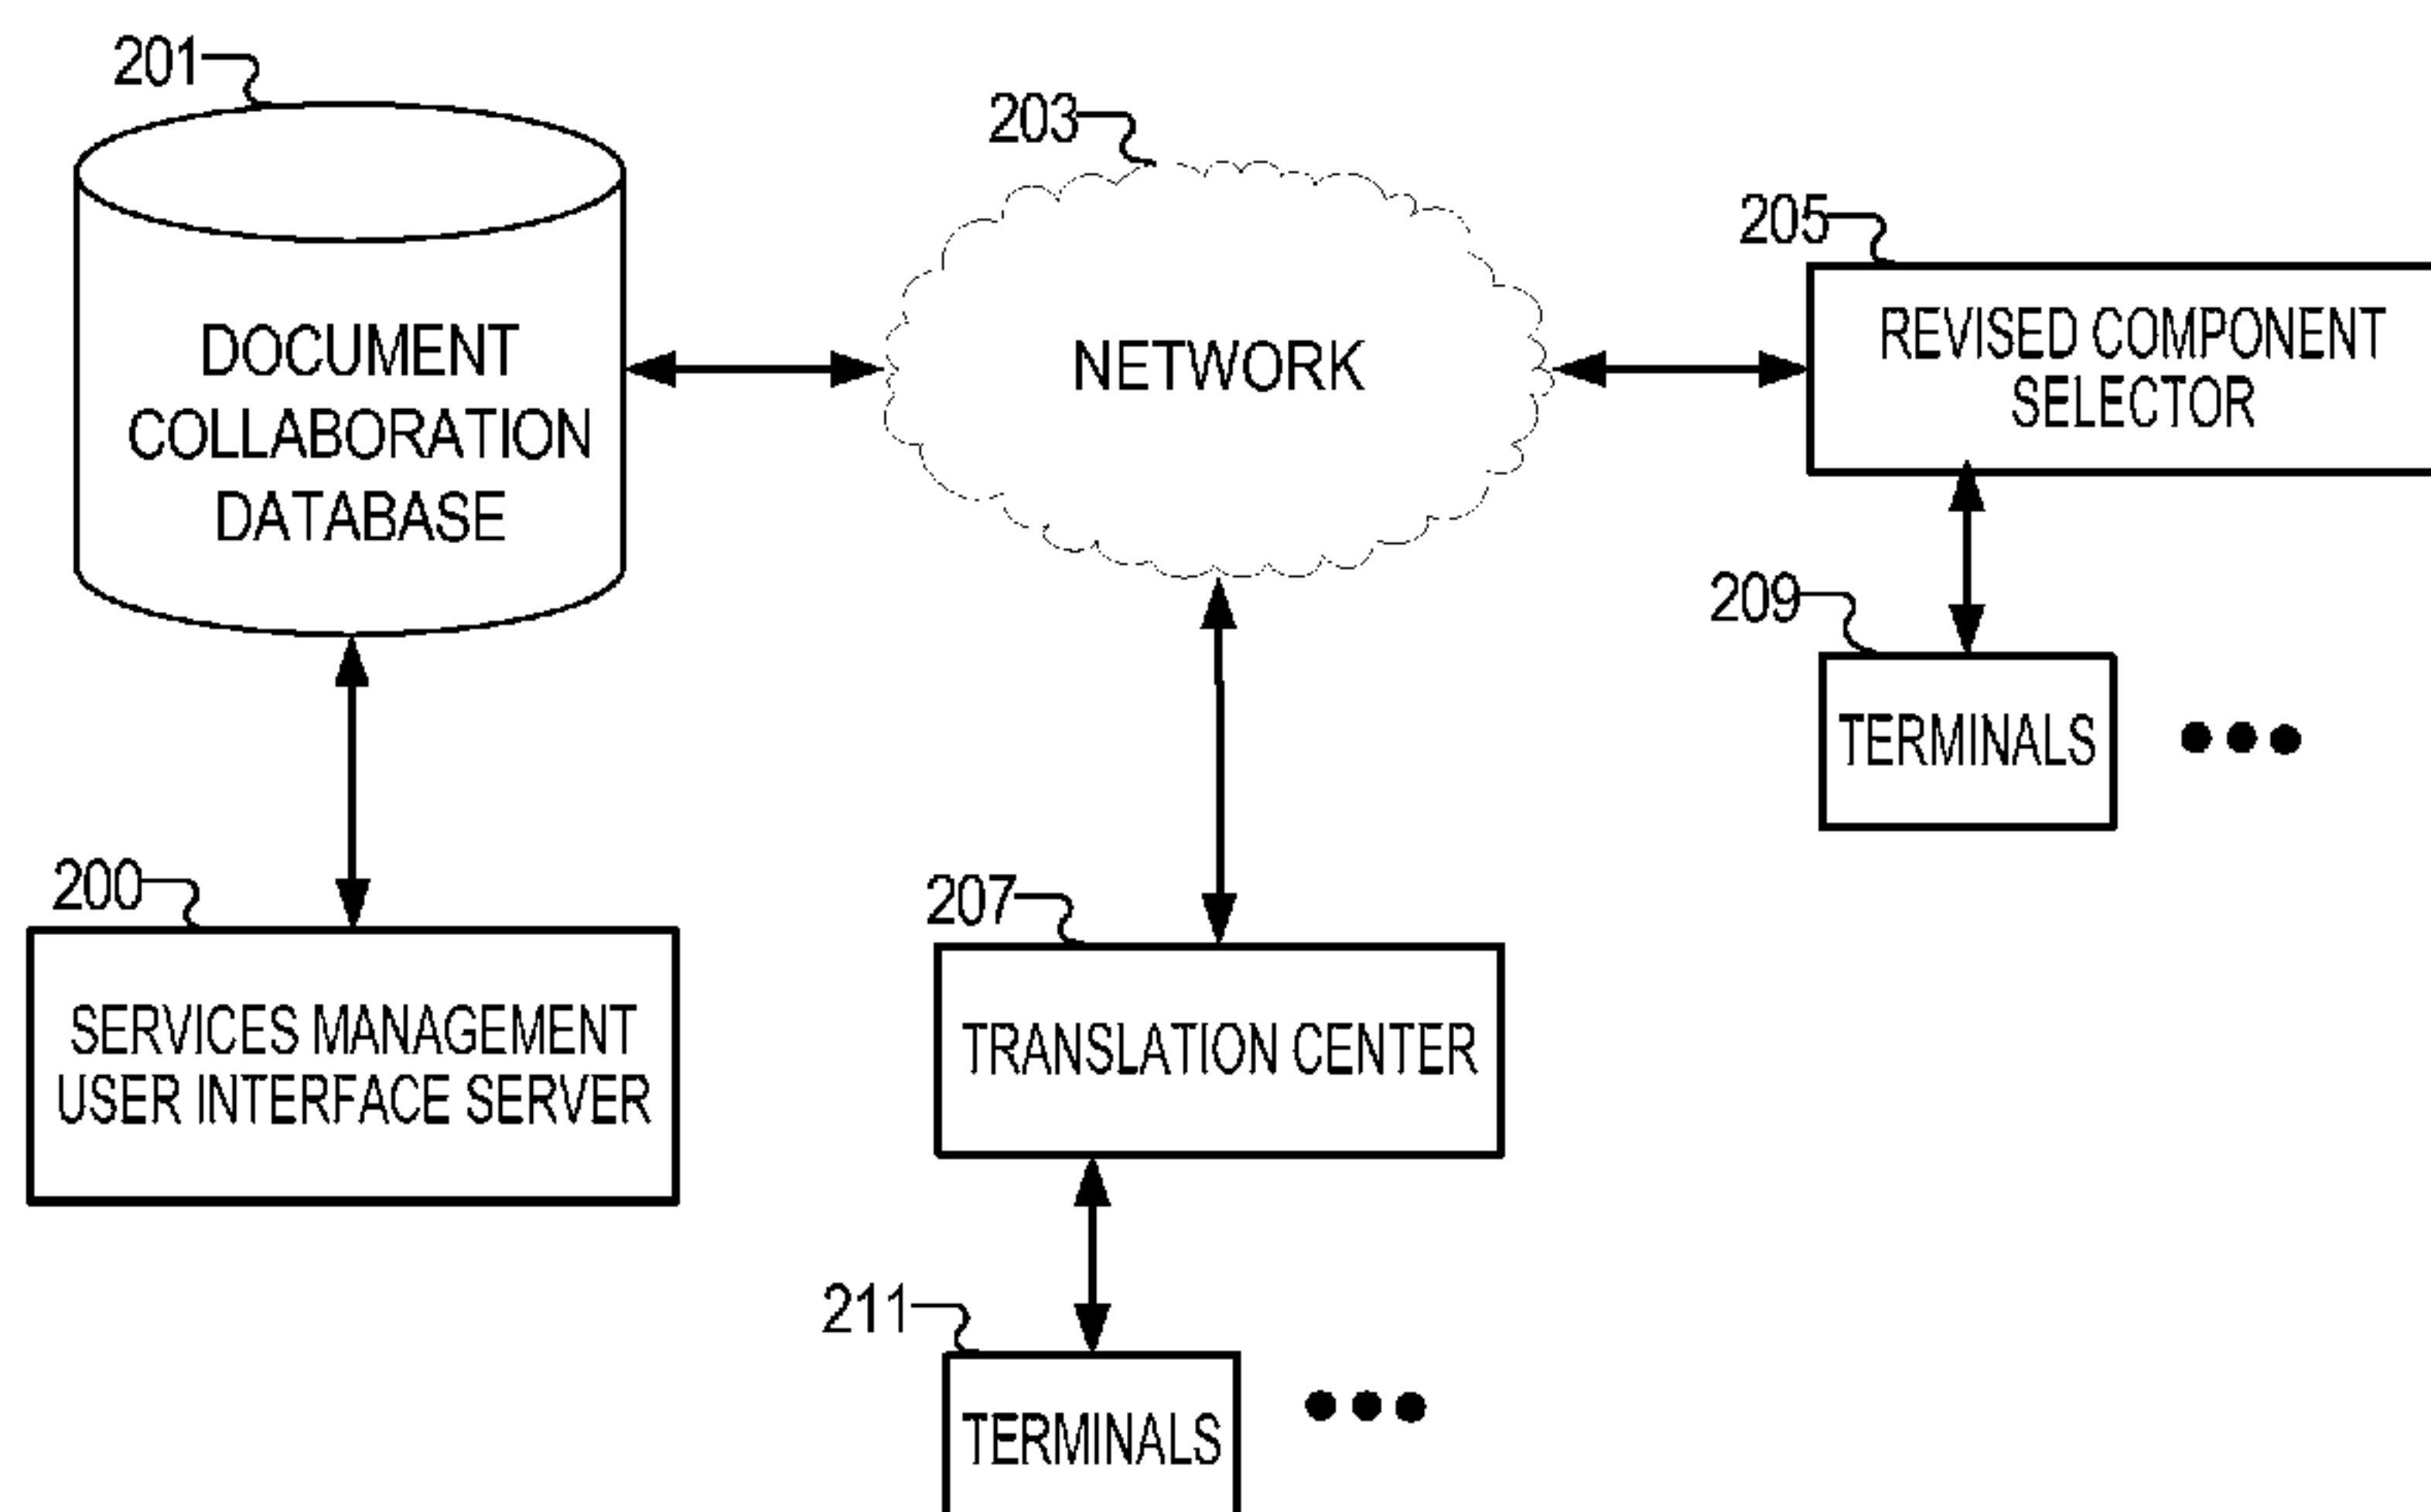 201
203
205
DOCUMENT
COLLABORATION
DATABASE
NETWORK
REVISED COMPONENT
SELECTOR
209
TERMINALS
200
SERVICES MANAGEMENT
USER INTERFACE SERVER
207
TRANSLATION CENTER
211
TERMINALS